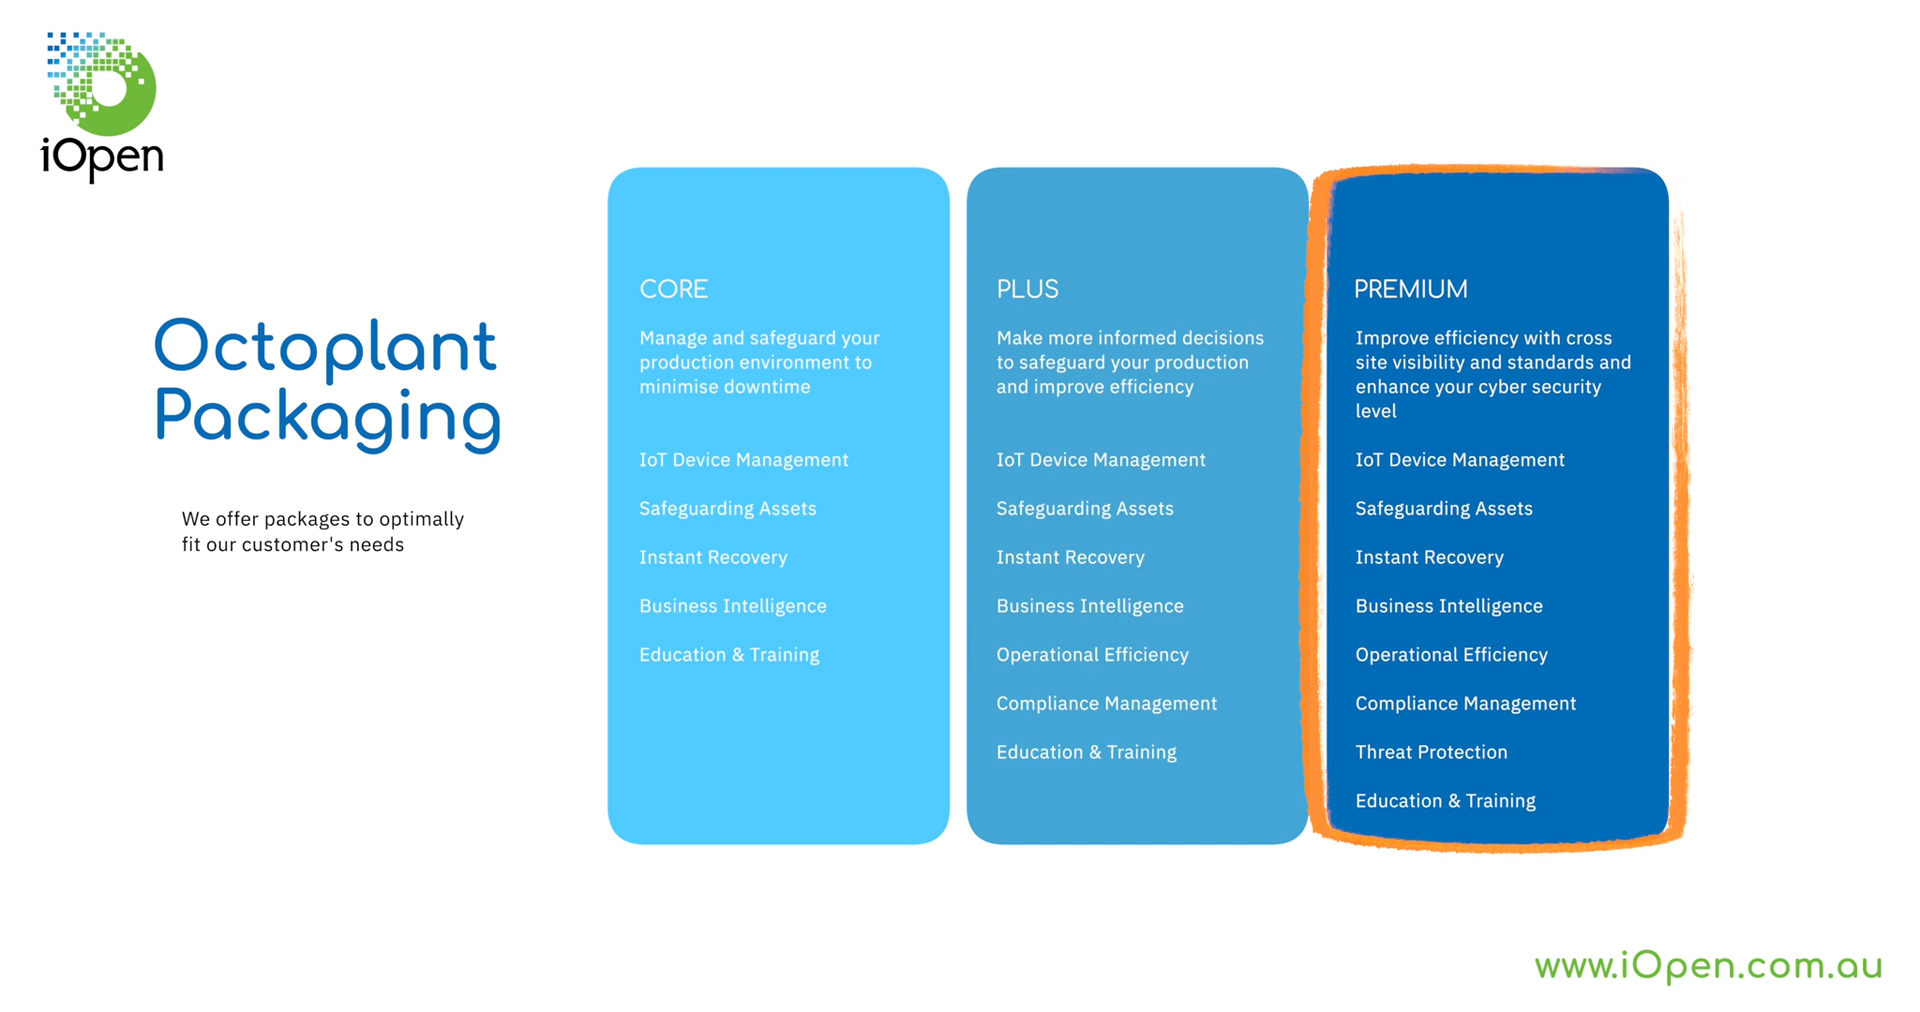 iOpen
Octoplant
Packaging
We offer packages to optimally
fit our customer's needs
CORE
Manage and safeguard your
production environment to
minimise downtime
IoT Device Management
Safeguarding Assets
Instant Recovery
Business Intelligence
Education & Training
PLUS
Make more informed decisions
to safeguard your production
and improve efficiency
IoT Device Management
Safeguarding Assets
Instant Recovery
Business Intelligence
Operational Efficiency
Compliance Management
Education & Training
PREMIUM
Improve efficiency with cross
site visibility and standards and
enhance your cyber security
level
IoT Device Management
Safeguarding Assets
Instant Recovery
Business Intelligence
Operational Efficiency
Compliance Management
Threat Protection
Education & Training
www.iOpen.com.au